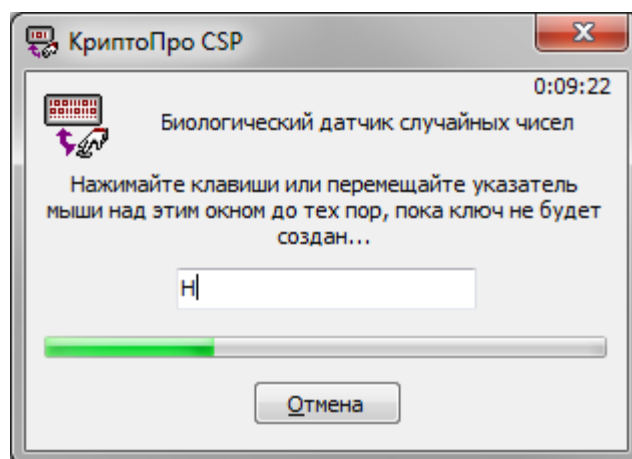 КриптоПро CSP
0:09:22
Биологический датчик случайных чисел
Нажимайте клавиши или перемещайте указатель
мыши над этим окном до тех пор, пока ключ не будет
создан...
Н
Отмена